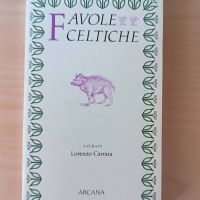 FAVOLE
CELTICHE
A CURA DI
Lorenzo Carrara
ARCANA